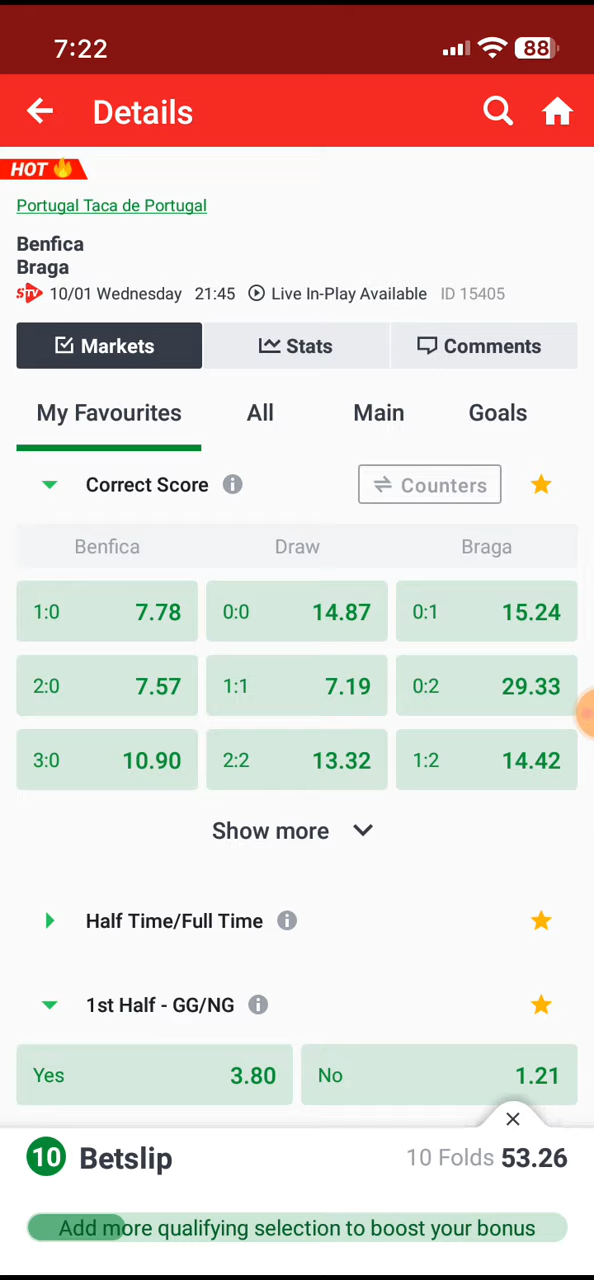 7:22 88
Details
HOT
Portugal Taca de Portugal
Benfica
Braga
STV 10/01 Wednesday 21:45 Live In-Play Available ID 15405
Markets Stats Comments
My Favourites All Main Goals
Correct Score i Counters
Benfica Draw Braga
1:0 7.78 0:0 14.87 0:1 15.24
2:0 7.57 1:1 7.19 0:2 29.33
3:0 10.90 2:2 13.32 1:2 14.42
Show more
Half Time/Full Time i
1st Half - GG/NG i
Yes 3.80 No 1.21
10 Betslip 10 Folds 53.26
Add more qualifying selection to boost your bonus